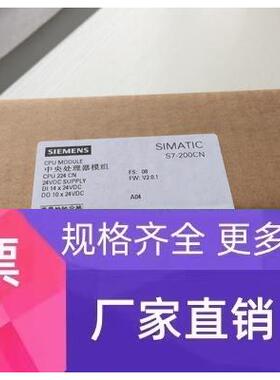 SIEMENS
SIMATIC
S7-200CN
CPU MODULE
中央处理器模组
CPU 224 CN
24VDC SUPPLY
DI 14 x 24VDC
DO 10 x 24VDC
FS: 08
FW: V2.0.1
A04
票
规格齐全 更多
厂家直销